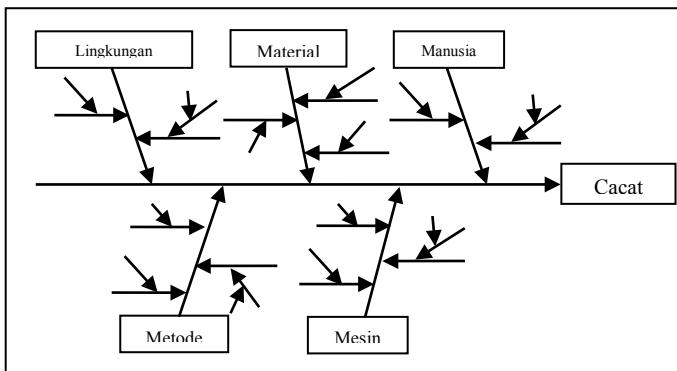 Lingkungan
Material
Manusia
Cacat
Metode
Mesin